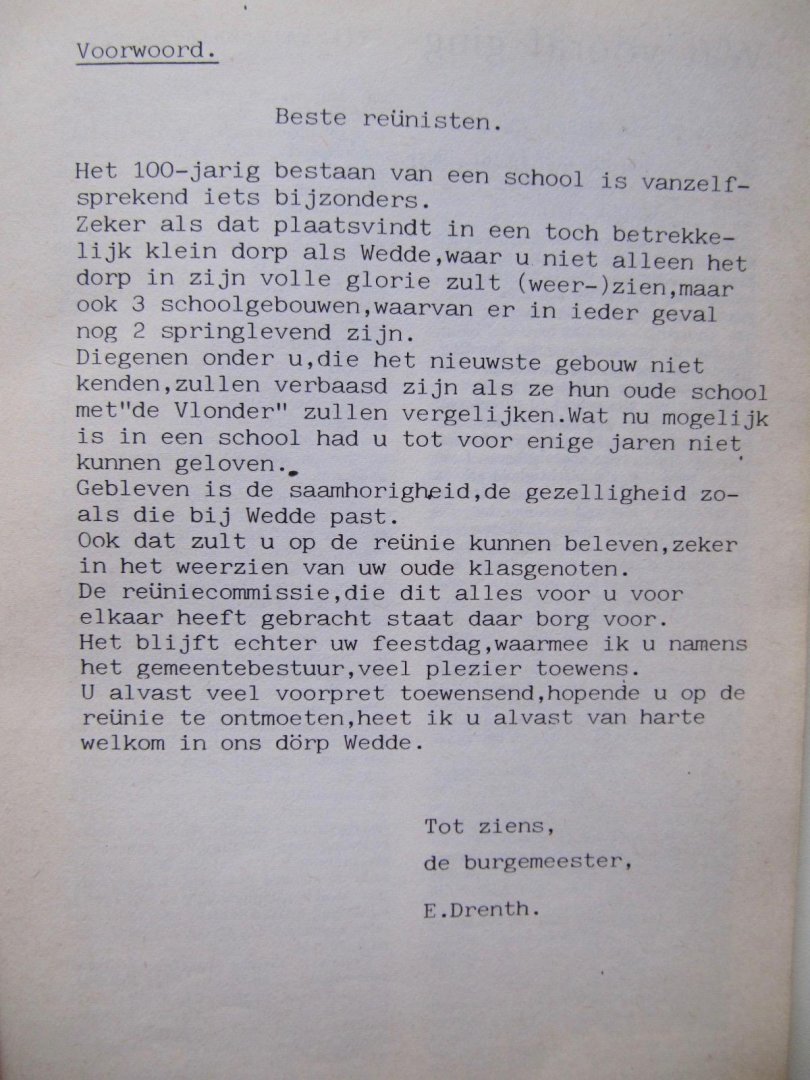 Voorwoord.
Beste reünisten.
Het 100-jarig bestaan van een school is vanzelf-
sprekend iets bijzonders.
Zeker als dat plaatsvindt in een toch betrekke-
lijk klein dorp als Wedde,waar u niet alleen het
dorp in zijn volle glorie zult (weer-)zien,maar
ook 3 schoolgebouwen,waarvan er in ieder geval
nog 2 springlevend zijn.
Diegenen onder u,die het nieuwste gebouw niet
kenden,zullen verbaasd zijn als ze hun oude school
met"de Vlonder" zullen vergelijken.Wat nu mogelijk
is in een school had u tot voor enige jaren niet
kunnen geloven.
Gebleven is de saamhorigheid,de gezelligheid zo-
als die bij Wedde past.
Ook dat zult u op de reünie kunnen beleven,zeker
in het weerzien van uw oude klasgenoten.
De reüniecommissie,die dit alles voor u voor
elkaar heeft gebracht staat daar borg voor.
Het blijft echter uw feestdag,waarmee ik u namens
het gemeentebestuur,veel plezier toewens.
U alvast veel voorpret toewensend,hopende u op de
reünie te ontmoeten,heet ik u alvast van harte
welkom in ons dörp Wedde.
Tot ziens,
de burgemeester,
E.Drenth.